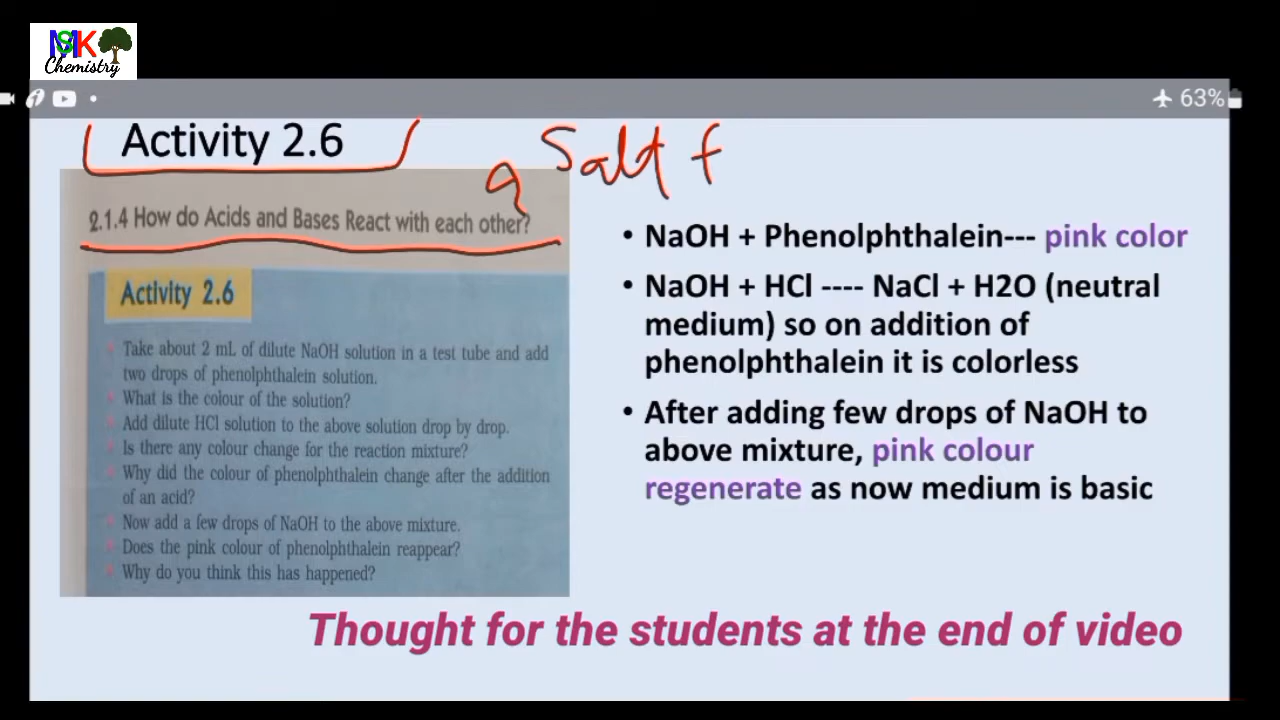 MSK
Chemistry
63%
Activity 2.6
a Salt f
2.1.4 How do Acids and Bases React with each other?
Activity 2.6
Take about 2 mL of dilute NaOH solution in a test tube and add
two drops of phenolphthalein solution.
What is the colour of the solution?
Add dilute HCl solution to the above solution drop by drop.
Is there any colour change for the reaction mixture?
Why did the colour of phenolphthalein change after the addition
of an acid?
Now add a few drops of NaOH to the above mixture.
Does the pink colour of phenolphthalein reappear?
Why do you think this has happened?
• NaOH + Phenolphthalein--- pink color
• NaOH + HCl ---- NaCl + H2O (neutral
medium) so on addition of
phenolphthalein it is colorless
• After adding few drops of NaOH to
above mixture, pink colour
regenerate as now medium is basic
Thought for the students at the end of video